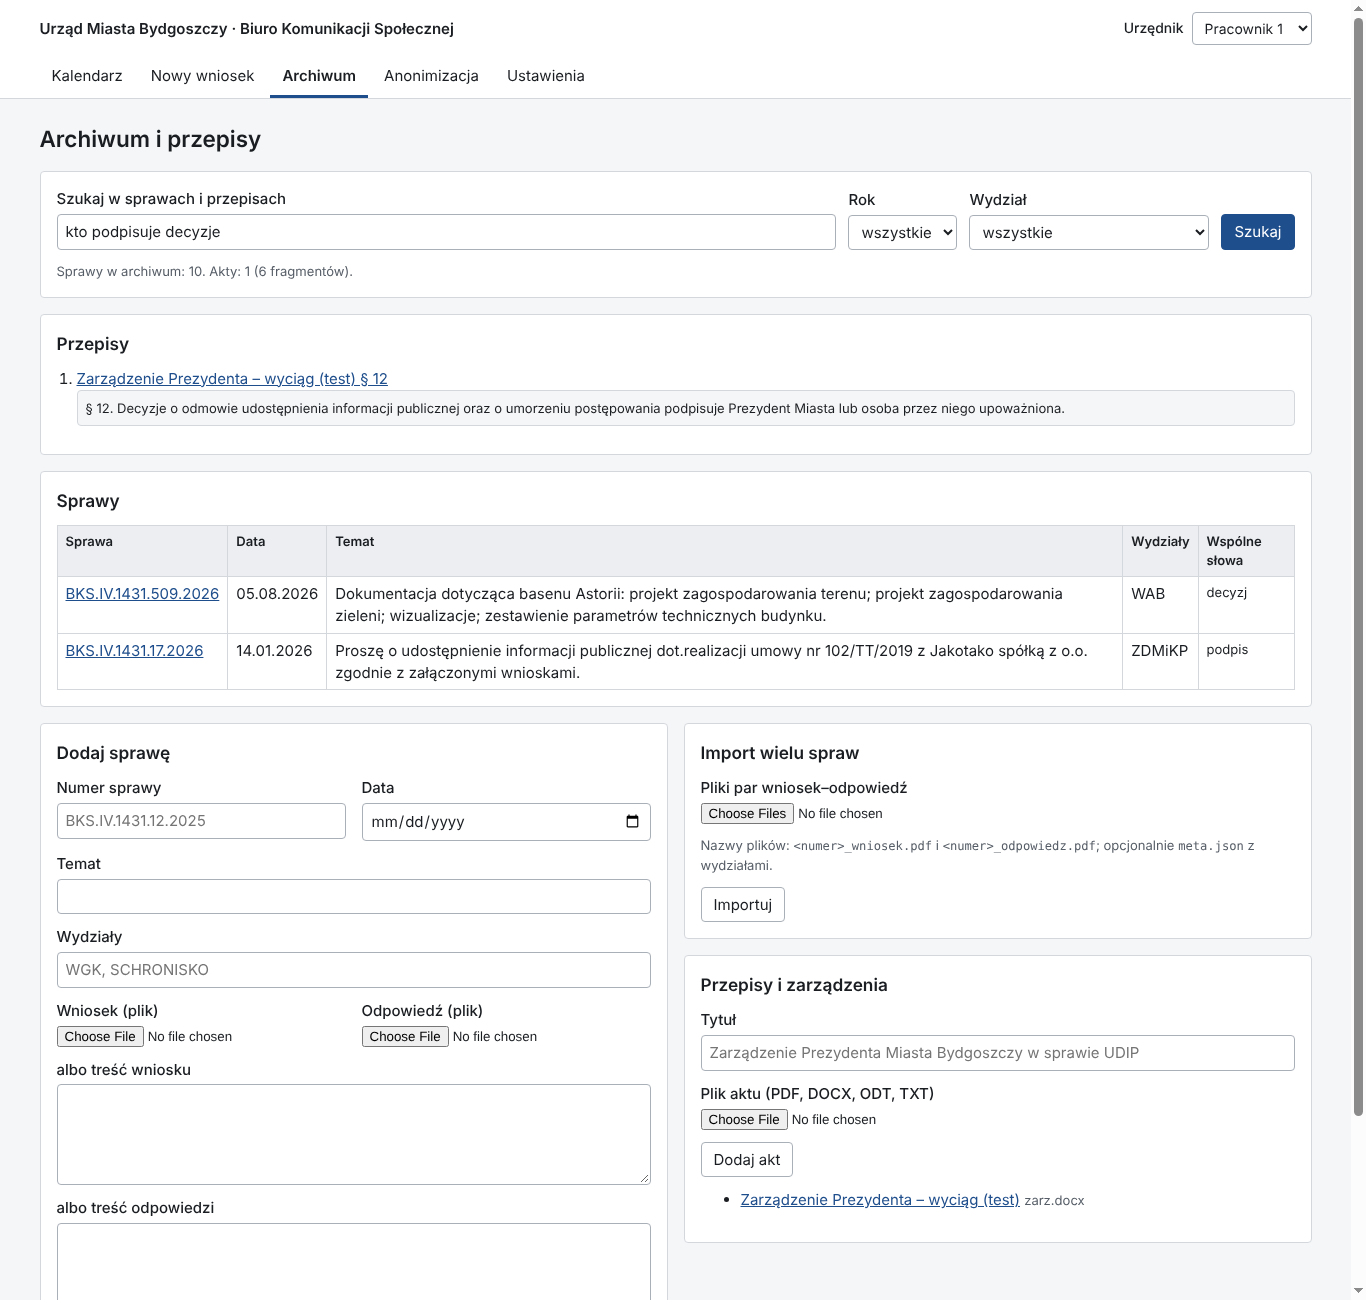 Urząd Miasta Bydgoszczy · Biuro Komunikacji Społecznej
Urzędnik
Pracownik 1
Kalendarz
Nowy wniosek
Archiwum
Anonimizacja
Ustawienia
Archiwum i przepisy
Szukaj w sprawach i przepisach
Rok
Wydział
kto podpisuje decyzje
wszystkie
wszystkie
Szukaj
Sprawy w archiwum: 10. Akty: 1 (6 fragmentów).
Przepisy
1. Zarządzenie Prezydenta – wyciąg (test) § 12
§ 12. Decyzje o odmowie udostępnienia informacji publicznej oraz o umorzeniu postępowania podpisuje Prezydent Miasta lub osoba przez niego upoważniona.
Sprawy
Sprawa
Data
Temat
Wydziały
Wspólne
słowa
BKS.IV.1431.509.2026
05.08.2026
Dokumentacja dotycząca basenu Astorii: projekt zagospodarowania terenu; projekt zagospodarowania
zieleni; wizualizacje; zestawienie parametrów technicznych budynku.
WAB
decyzj
BKS.IV.1431.17.2026
14.01.2026
Proszę o udostępnienie informacji publicznej dot.realizacji umowy nr 102/TT/2019 z Jakotako spółką z o.o.
zgodnie z załączonymi wnioskami.
ZDMiKP
podpis
Dodaj sprawę
Numer sprawy
Data
BKS.IV.1431.12.2025
mm/dd/yyyy
Temat
Wydziały
WGK, SCHRONISKO
Wniosek (plik)
Odpowiedź (plik)
Choose File No file chosen
Choose File No file chosen
albo treść wniosku
albo treść odpowiedzi
Import wielu spraw
Pliki par wniosek–odpowiedź
Choose Files No file chosen
Nazwy plików: <numer>_wniosek.pdf i <numer>_odpowiedz.pdf; opcjonalnie meta.json z
wydziałami.
Importuj
Przepisy i zarządzenia
Tytuł
Zarządzenie Prezydenta Miasta Bydgoszczy w sprawie UDIP
Plik aktu (PDF, DOCX, ODT, TXT)
Choose File No file chosen
Dodaj akt
• Zarządzenie Prezydenta – wyciąg (test) zarz.docx